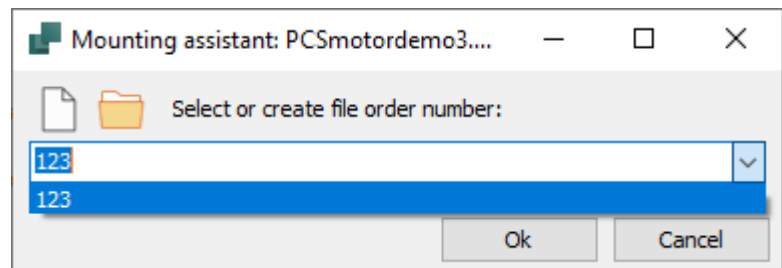 Mounting assistant: PCSmotordemo3....
Select or create file order number:
123
123
Ok Cancel